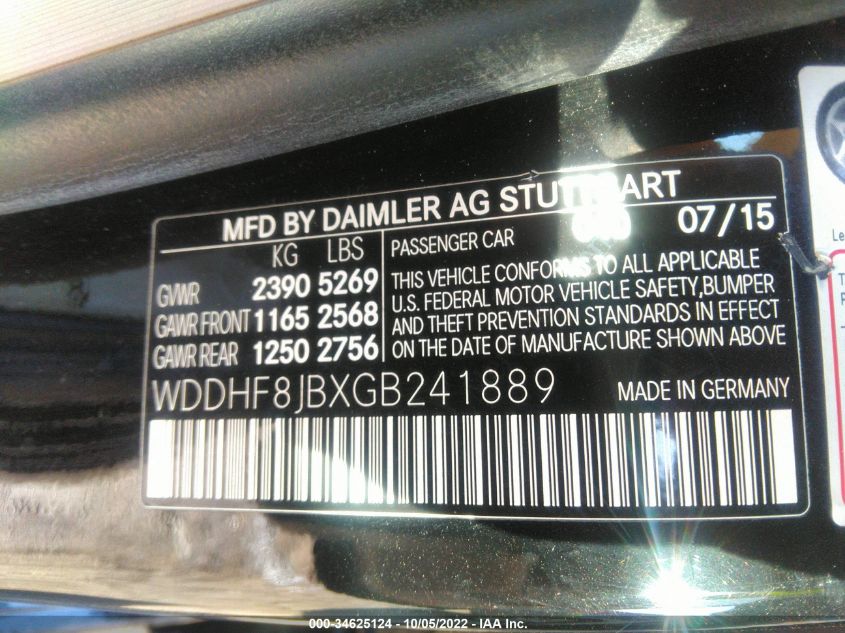 MFD BY DAIMLER AG STUTTGART
KG LBS
GVWR 2390 5269
GAWR FRONT 1165 2568
GAWR REAR 1250 2756
PASSENGER CAR 07/15
THIS VEHICLE CONFORMS TO ALL APPLICABLE
U.S. FEDERAL MOTOR VEHICLE SAFETY, BUMPER
AND THEFT PREVENTION STANDARDS IN EFFECT
ON THE DATE OF MANUFACTURE SHOWN ABOVE
WDDHF8JBXGB241889 MADE IN GERMANY
Le
000-34625124 - 10/05/2022 - IAA Inc.